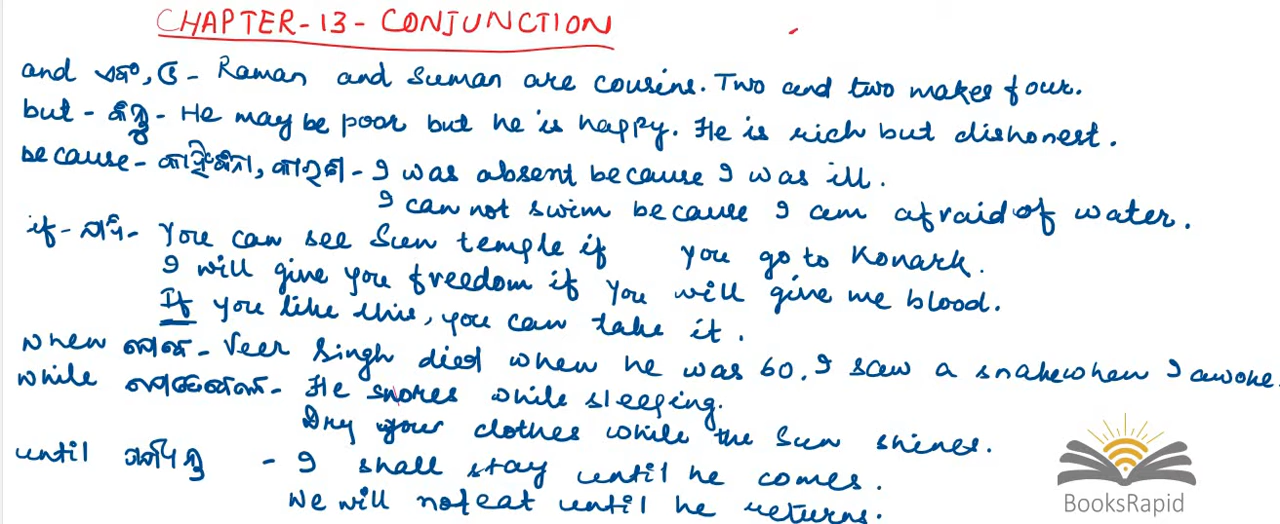 CHAPTER-13-CONJUNCTION
and ଏବଂ, ଓ - Raman and Suman are cousins. Two and two makes four.
but - କିନ୍ତୁ - He may be poor but he is happy. He is rich but dishonest.
because - କାହିଁକିନା, କାରଣ - I was absent because I was ill.
I can not swim because I am afraid of water.
if - ଯଦି - You can see Sun temple if you go to Konark.
I will give you freedom if you will give me blood.
If you like this, you can take it.
when - Veer Singh died when he was 60. I saw a snake when I awoke.
while - He snores while sleeping.
Dry your clothes while the Sun shines.
until - I shall stay until he comes.
We will not eat until he returns.
BooksRapid